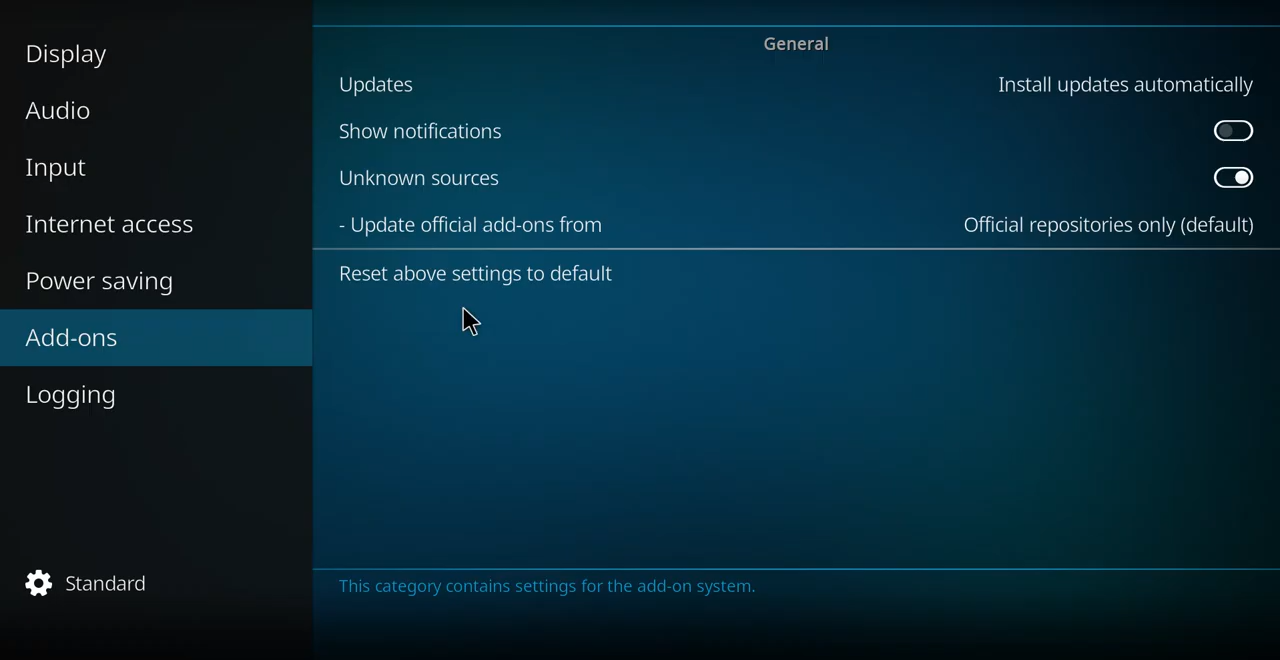 Display
Audio
Input
Internet access
Power saving
Add-ons
Logging
Standard
General
Updates Install updates automatically
Show notifications
Unknown sources
- Update official add-ons from Official repositories only (default)
Reset above settings to default
This category contains settings for the add-on system.